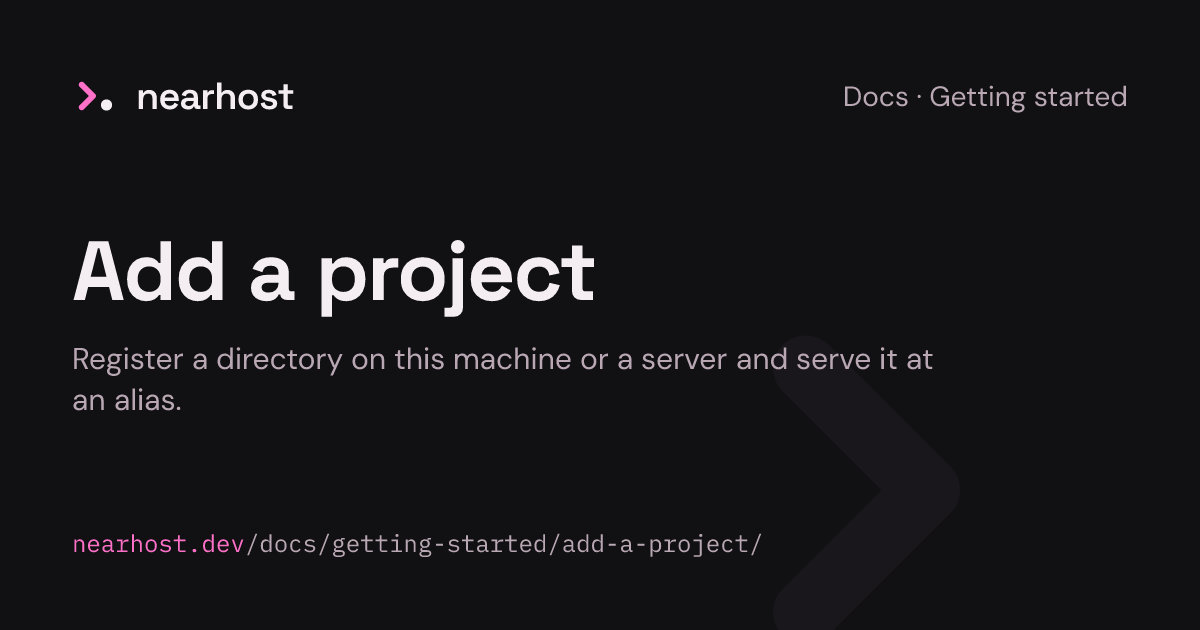 nearhost
Docs · Getting started
Add a project
Register a directory on this machine or a server and serve it at
an alias.
nearhost.dev/docs/getting-started/add-a-project/